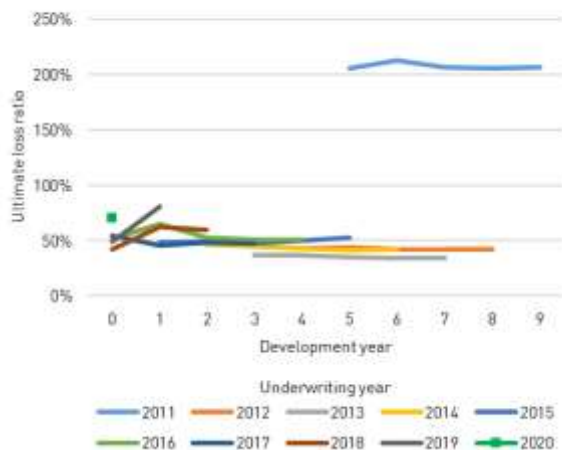 250%
200%
150%
100%
50%
0%
Ultimate loss ratio
0 1 2 3 4 5 6 7 8 9
Development year
Underwriting year
2011 2012 2013 2014 2015
2016 2017 2018 2019 2020